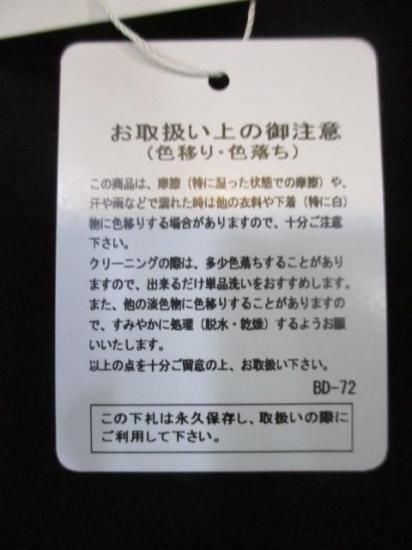 お取扱い上の御注意
(色移り・色落ち)
この商品は、摩擦(特に湿った状態での摩擦)や、
汗や雨などで濡れた時は他の衣料や下着(特に白)
物に色移りする場合がありますので、十分ご注意
下さい。
クリーニングの際は、多少色落ちすることがあり
ますので、出来るだけ単品洗いをおすすめします。
また、他の淡色物に色移りすることがありますの
で、すみやかに処理(脱水・乾燥)するようお願
いいたします。
以上の点を十分ご留意の上、お取扱い下さい。
BD-72
この下札は永久保存し、取扱いの際に
ご利用して下さい。